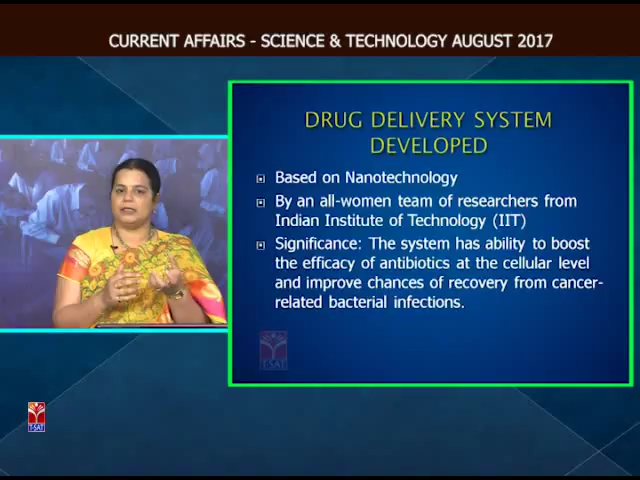 CURRENT AFFAIRS - SCIENCE & TECHNOLOGY AUGUST 2017
DRUG DELIVERY SYSTEM
DEVELOPED
Based on Nanotechnology
By an all-women team of researchers from
Indian Institute of Technology (IIT)
Significance: The system has ability to boost
the efficacy of antibiotics at the cellular level
and improve chances of recovery from cancer-
related bacterial infections.
T-SAT
T-SAT